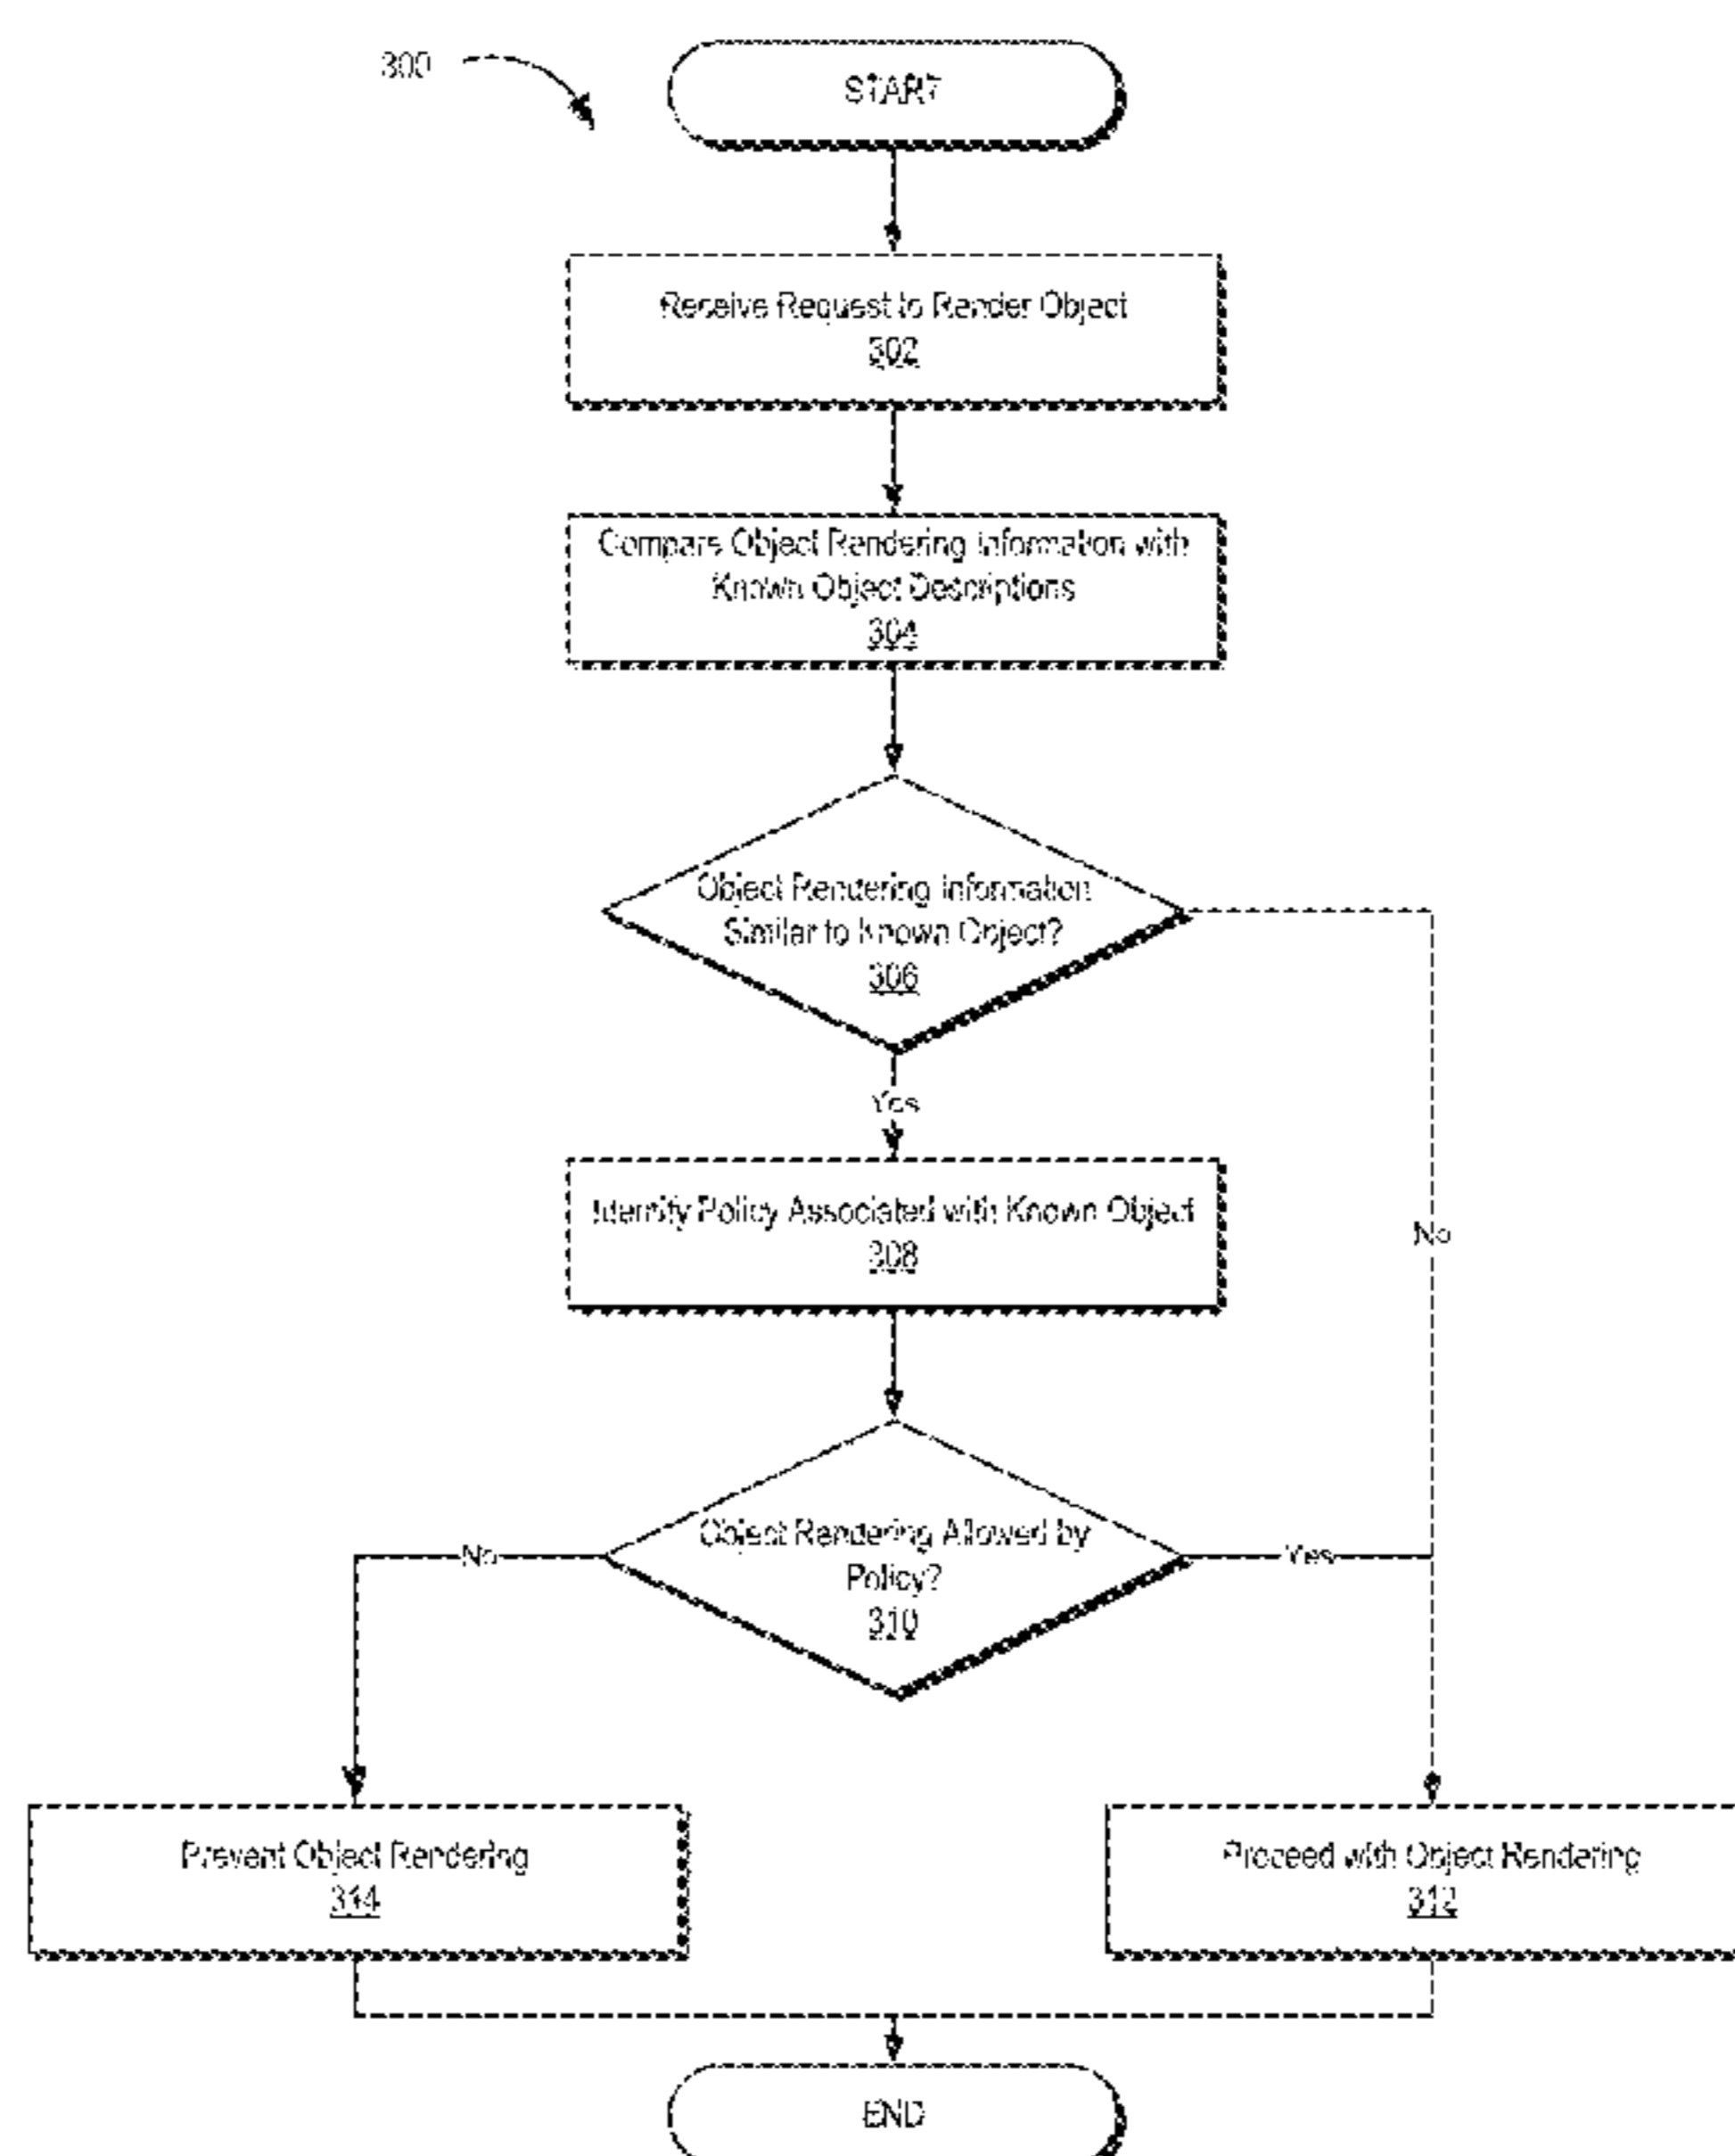 300
START
Receive Request to Render Object
302
Compare Object Rendering Information with
Known Object Descriptions
304
Object Rendering Information
Similar to Known Object?
306
Yes
Identify Policy Associated with Known Object
308
No
Object Rendering Allowed by
Policy?
310
No
Yes
Prevent Object Rendering
314
Proceed with Object Rendering
312
END